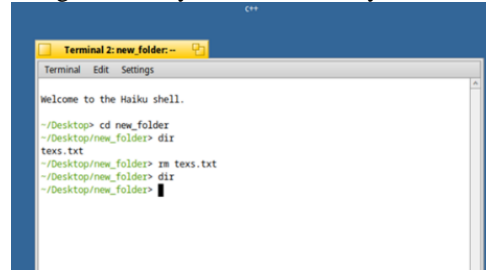 C++
Terminal 2: new_folder: --
Terminal Edit Settings
Welcome to the Haiku shell.
~/Desktop> cd new_folder
~/Desktop/new_folder> dir
texs.txt
~/Desktop/new_folder> rm texs.txt
~/Desktop/new_folder> dir
~/Desktop/new_folder>